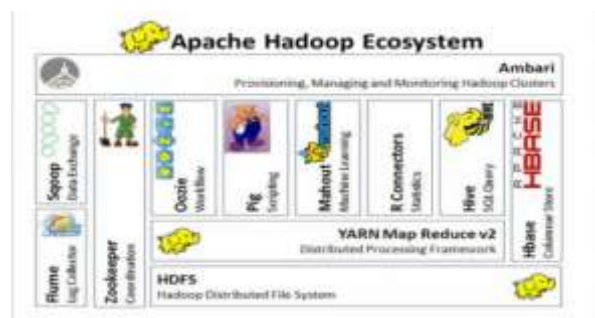 Apache Hadoop Ecosystem
Ambari
Provisioning, Managing and Monitoring Hadoop Clusters
Sqoop
Data Exchange
Flume
Log Collector
Zookeeper
Coordination
Oozie
Workflow
Pig
Scripting
Mahout
Machine Learning
R Connectors
Statistics
Hive
SQL Query
HBASE
Hbase
Columnar Store
YARN Map Reduce v2
Distributed Processing Framework
HDFS
Hadoop Distributed File System